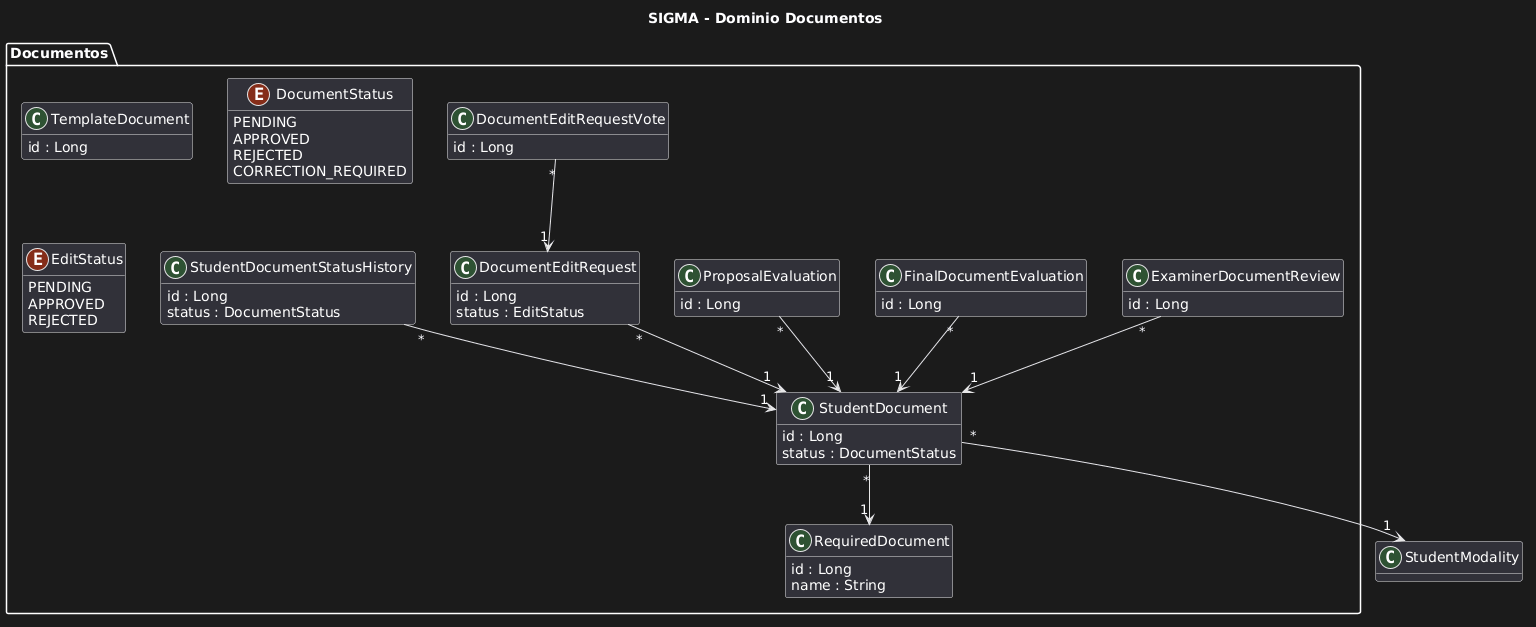 SIGMA - Dominio Documentos
Documentos
C TemplateDocument
id : Long
E DocumentStatus
PENDING
APPROVED
REJECTED
CORRECTION_REQUIRED
C DocumentEditRequestVote
id : Long
*
1
E EditStatus
PENDING
APPROVED
REJECTED
C StudentDocumentStatusHistory
id : Long
status : DocumentStatus
C DocumentEditRequest
id : Long
status : EditStatus
C ProposalEvaluation
id : Long
C FinalDocumentEvaluation
id : Long
C ExaminerDocumentReview
id : Long
*
*
*
*
*
1
1
1
1
1
C StudentDocument
id : Long
status : DocumentStatus
*
*
1
1
C RequiredDocument
id : Long
name : String
C StudentModality